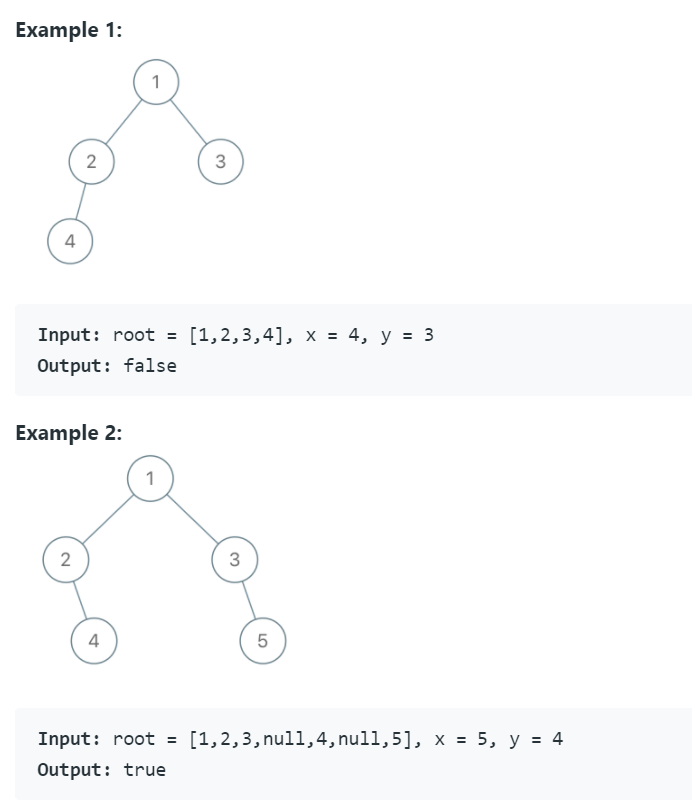 Example 1:
1
2 3
4
Input: root = [1,2,3,4], x = 4, y = 3
Output: false
Example 2:
1
2 3
4 5
Input: root = [1,2,3,null,4,null,5], x = 5, y = 4
Output: true